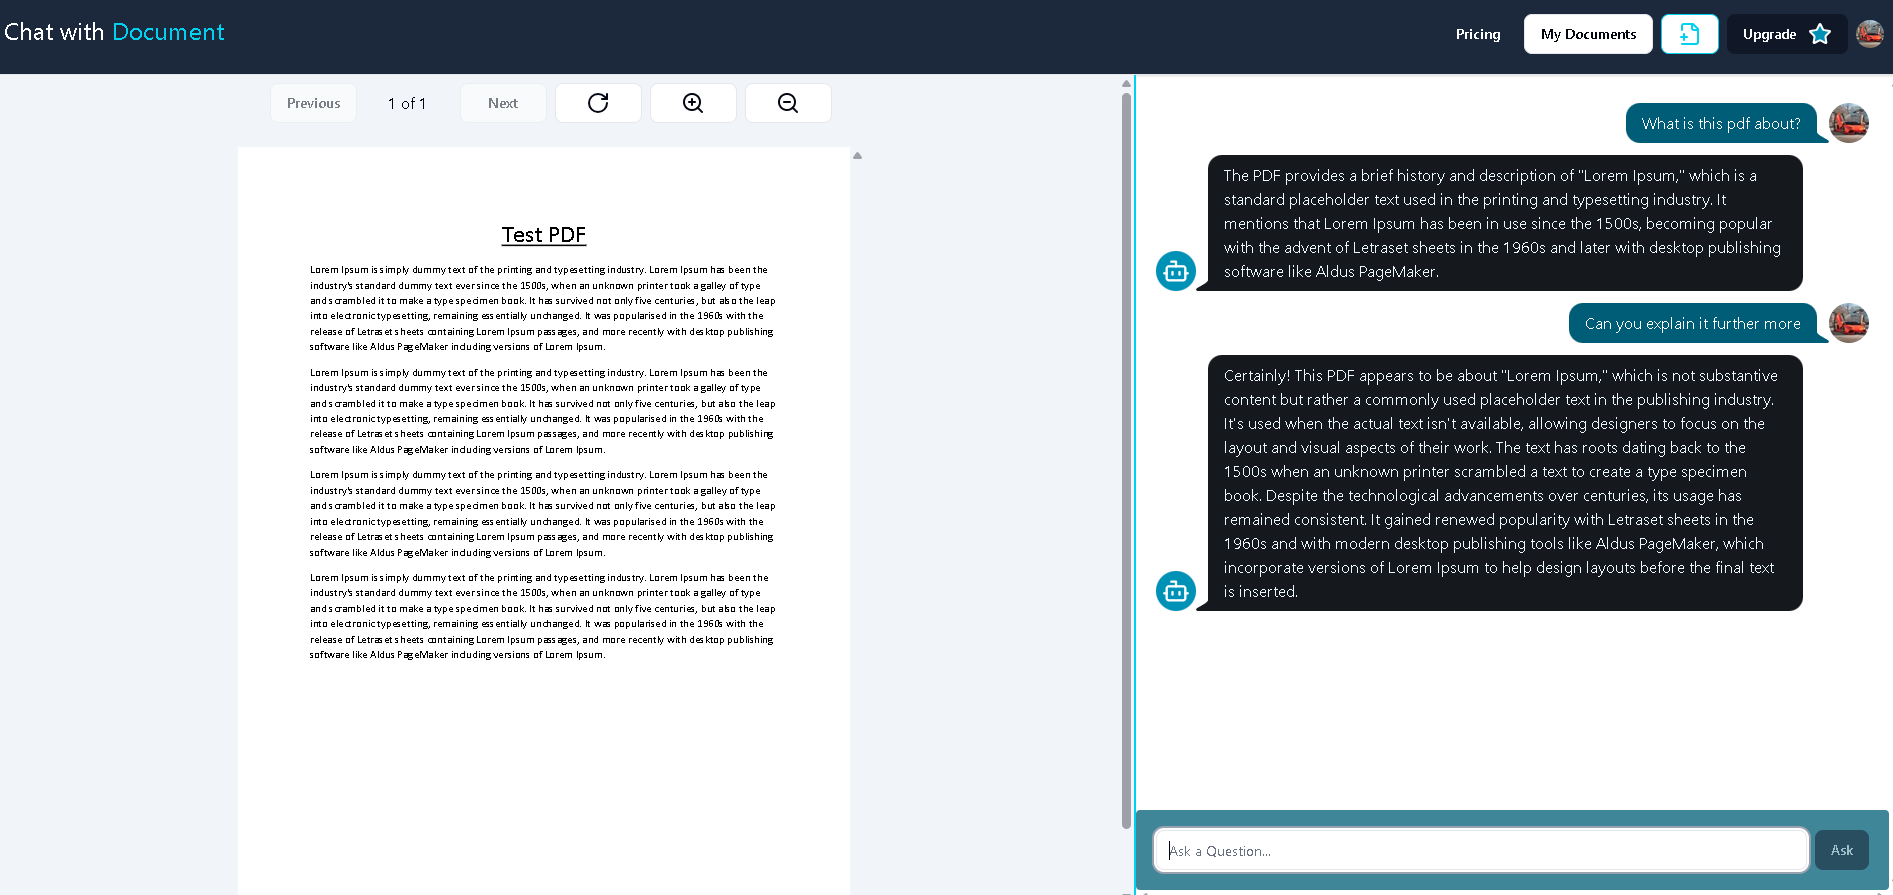 Chat with Document
Pricing
My Documents
Upgrade
Previous
1 of 1
Next
Test PDF
Lorem Ipsum is simply dummy text of the printing and typesetting industry. Lorem Ipsum has been the
industry's standard dummy text ever since the 1500s, when an unknown printer took a galley of type
and scrambled it to make a type specimen book. It has survived not only five centuries, but also the leap
into electronic typesetting, remaining essentially unchanged. It was popularised in the 1960s with the
release of Letraset sheets containing Lorem Ipsum passages, and more recently with desktop publishing
software like Aldus PageMaker including versions of Lorem Ipsum.
Lorem Ipsum is simply dummy text of the printing and typesetting industry. Lorem Ipsum has been the
industry's standard dummy text ever since the 1500s, when an unknown printer took a galley of type
and scrambled it to make a type specimen book. It has survived not only five centuries, but also the leap
into electronic typesetting, remaining essentially unchanged. It was popularised in the 1960s with the
release of Letraset sheets containing Lorem Ipsum passages, and more recently with desktop publishing
software like Aldus PageMaker including versions of Lorem Ipsum.
Lorem Ipsum is simply dummy text of the printing and typesetting industry. Lorem Ipsum has been the
industry's standard dummy text ever since the 1500s, when an unknown printer took a galley of type
and scrambled it to make a type specimen book. It has survived not only five centuries, but also the leap
into electronic typesetting, remaining essentially unchanged. It was popularised in the 1960s with the
release of Letraset sheets containing Lorem Ipsum passages, and more recently with desktop publishing
software like Aldus PageMaker including versions of Lorem Ipsum.
Lorem Ipsum is simply dummy text of the printing and typesetting industry. Lorem Ipsum has been the
industry's standard dummy text ever since the 1500s, when an unknown printer took a galley of type
and scrambled it to make a type specimen book. It has survived not only five centuries, but also the leap
into electronic typesetting, remaining essentially unchanged. It was popularised in the 1960s with the
release of Letraset sheets containing Lorem Ipsum passages, and more recently with desktop publishing
software like Aldus PageMaker including versions of Lorem Ipsum.
What is this pdf about?
The PDF provides a brief history and description of "Lorem Ipsum," which is a
standard placeholder text used in the printing and typesetting industry. It
mentions that Lorem Ipsum has been in use since the 1500s, becoming popular
with the advent of Letraset sheets in the 1960s and later with desktop publishing
software like Aldus PageMaker.
Can you explain it further more
Certainly! This PDF appears to be about "Lorem Ipsum," which is not substantive
content but rather a commonly used placeholder text in the publishing industry.
It's used when the actual text isn't available, allowing designers to focus on the
layout and visual aspects of their work. The text has roots dating back to the
1500s when an unknown printer scrambled a text to create a type specimen
book. Despite the technological advancements over centuries, its usage has
remained consistent. It gained renewed popularity with Letraset sheets in the
1960s and with modern desktop publishing tools like Aldus PageMaker, which
incorporate versions of Lorem Ipsum to help design layouts before the final text
is inserted.
Ask a Question...
Ask